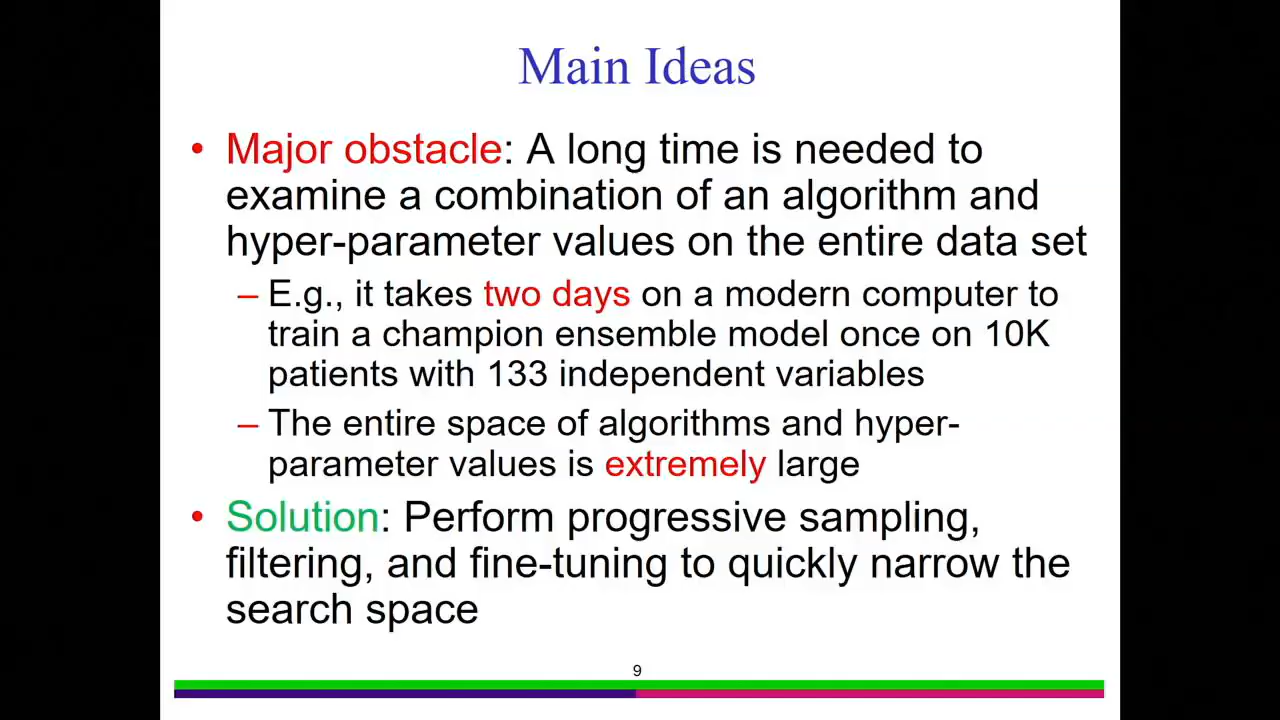 Main Ideas
• Major obstacle: A long time is needed to
examine a combination of an algorithm and
hyper-parameter values on the entire data set
– E.g., it takes two days on a modern computer to
train a champion ensemble model once on 10K
patients with 133 independent variables
– The entire space of algorithms and hyper-
parameter values is extremely large
• Solution: Perform progressive sampling,
filtering, and fine-tuning to quickly narrow the
search space
9